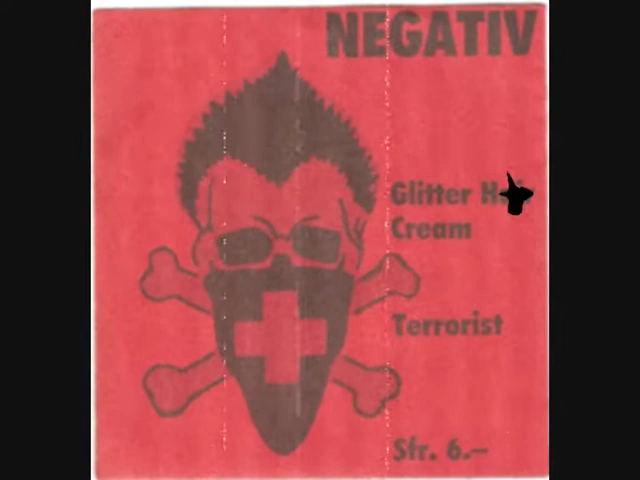 NEGATIV
Glitter
Cream
Terrorist
Sfr. 6.–